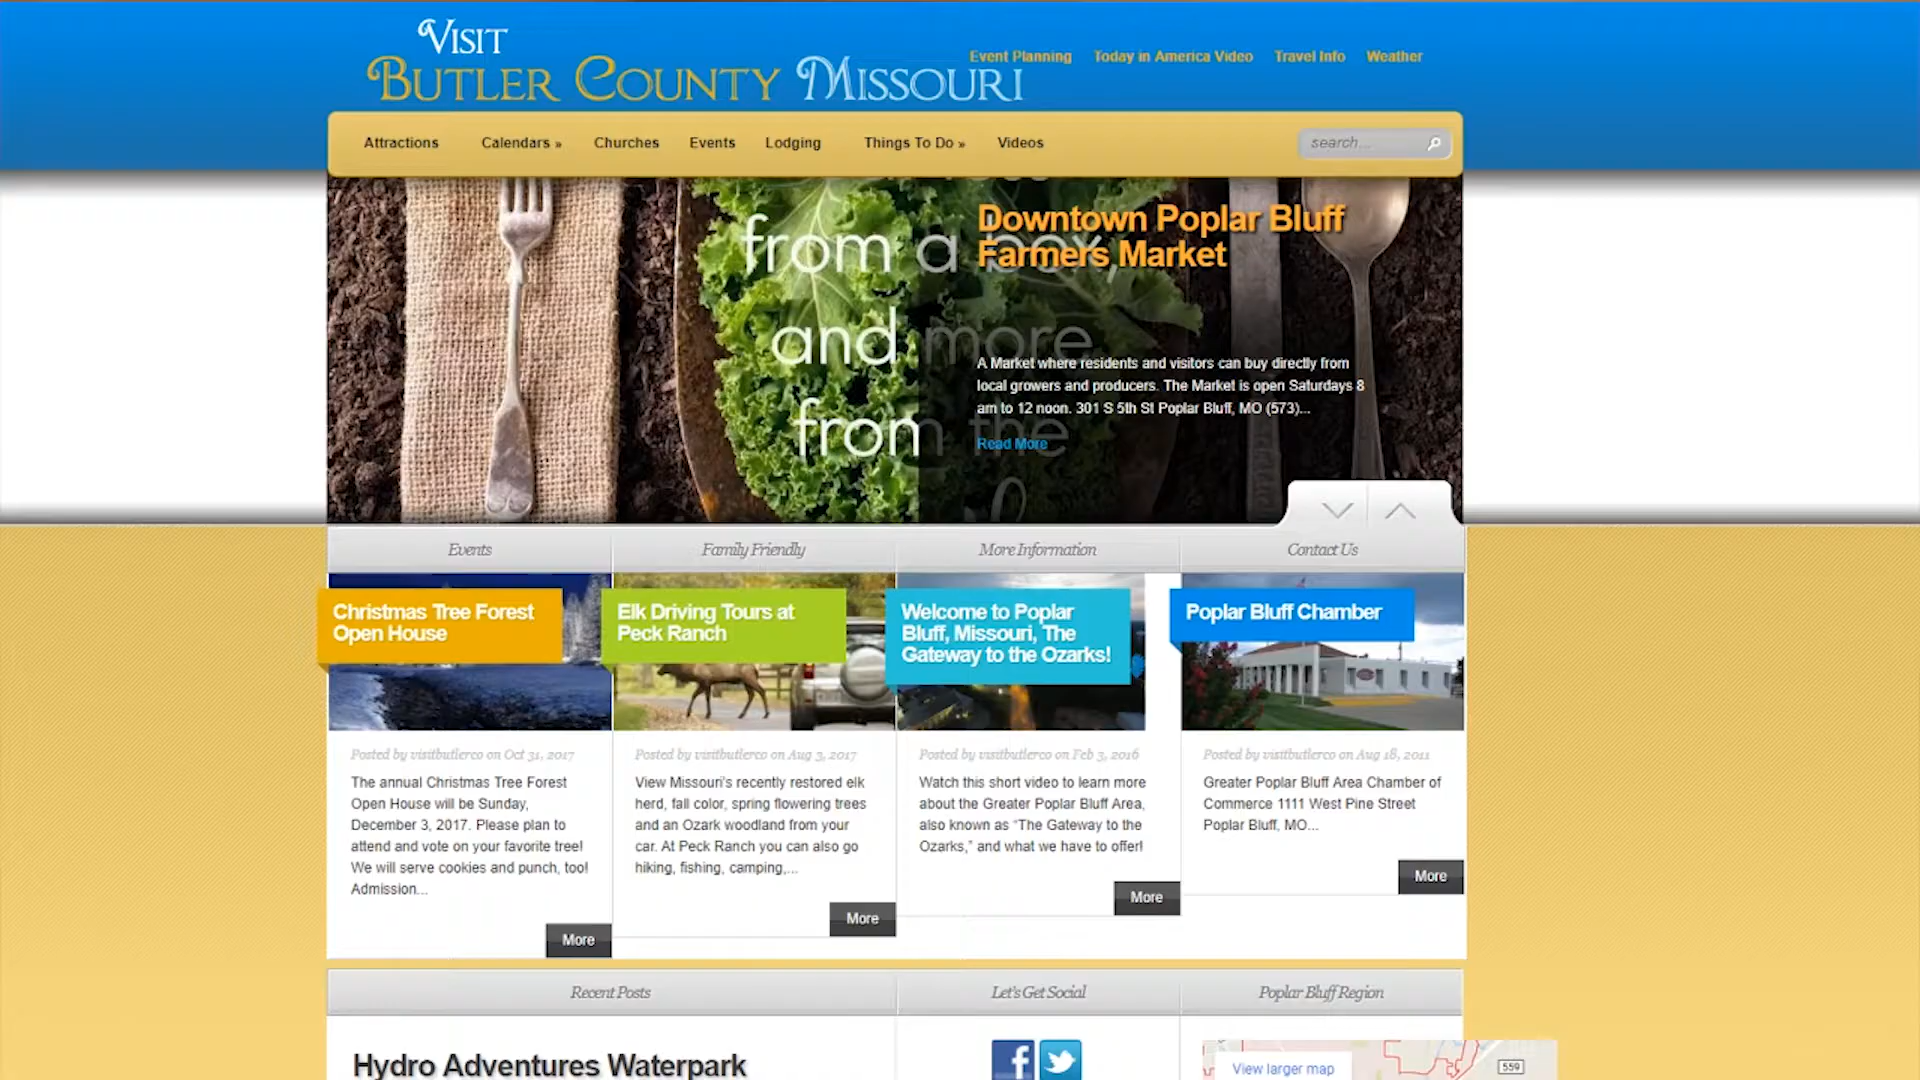 Visit
Butler County Missouri
Event Planning
Today in America Video
Travel Info
Weather
Attractions
Calendars »
Churches
Events
Lodging
Things To Do »
Videos
search...
from a box,
and more
from the
Downtown Poplar Bluff
Farmers Market
A Market where residents and visitors can buy directly from
local growers and producers. The Market is open Saturdays 8
am to 12 noon. 301 S 5th St Poplar Bluff, MO (573)...
Read More
Events
Family Friendly
More Information
Contact Us
Christmas Tree Forest
Open House
Posted by visitbutlerco on Oct 31, 2017
The annual Christmas Tree Forest
Open House will be Sunday,
December 3, 2017. Please plan to
attend and vote on your favorite tree!
We will serve cookies and punch, too!
Admission...
More
Elk Driving Tours at
Peck Ranch
Posted by visitbutlerco on Aug 3, 2017
View Missouri's recently restored elk
herd, fall color, spring flowering trees
and an Ozark woodland from your
car. At Peck Ranch you can also go
hiking, fishing, camping,...
More
Welcome to Poplar
Bluff, Missouri, The
Gateway to the Ozarks!
Posted by visitbutlerco on Feb 3, 2016
Watch this short video to learn more
about the Greater Poplar Bluff Area,
also known as “The Gateway to the
Ozarks,” and what we have to offer!
More
Poplar Bluff Chamber
Posted by visitbutlerco on Aug 18, 2011
Greater Poplar Bluff Area Chamber of
Commerce 1111 West Pine Street
Poplar Bluff, MO...
More
Recent Posts
Let's Get Social
Poplar Bluff Region
Hydro Adventures Waterpark
f
View larger map
559